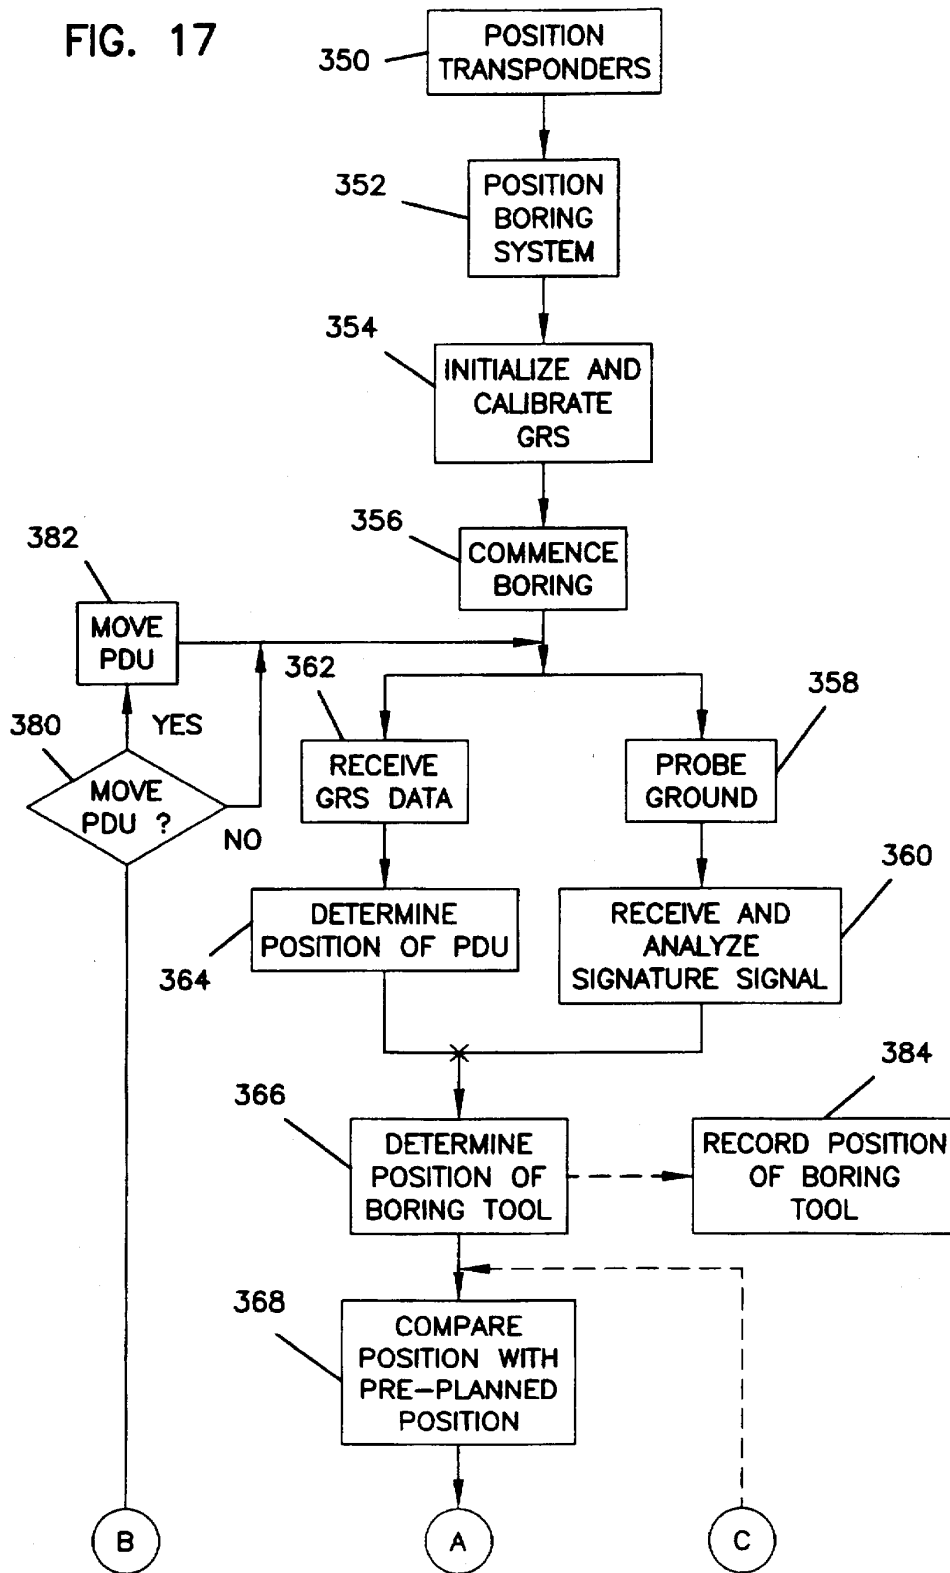 FIG. 17
350
POSITION
TRANSPONDERS
352
POSITION
BORING
SYSTEM
354
INITIALIZE AND
CALIBRATE
GRS
356
COMMENCE
BORING
382
MOVE
PDU
380
YES
MOVE
PDU ?
NO
362
RECEIVE
GRS DATA
358
PROBE
GROUND
364
DETERMINE
POSITION OF PDU
360
RECEIVE AND
ANALYZE
SIGNATURE SIGNAL
366
DETERMINE
POSITION OF
BORING TOOL
384
RECORD POSITION
OF BORING
TOOL
368
COMPARE
POSITION WITH
PRE-PLANNED
POSITION
B
A
C